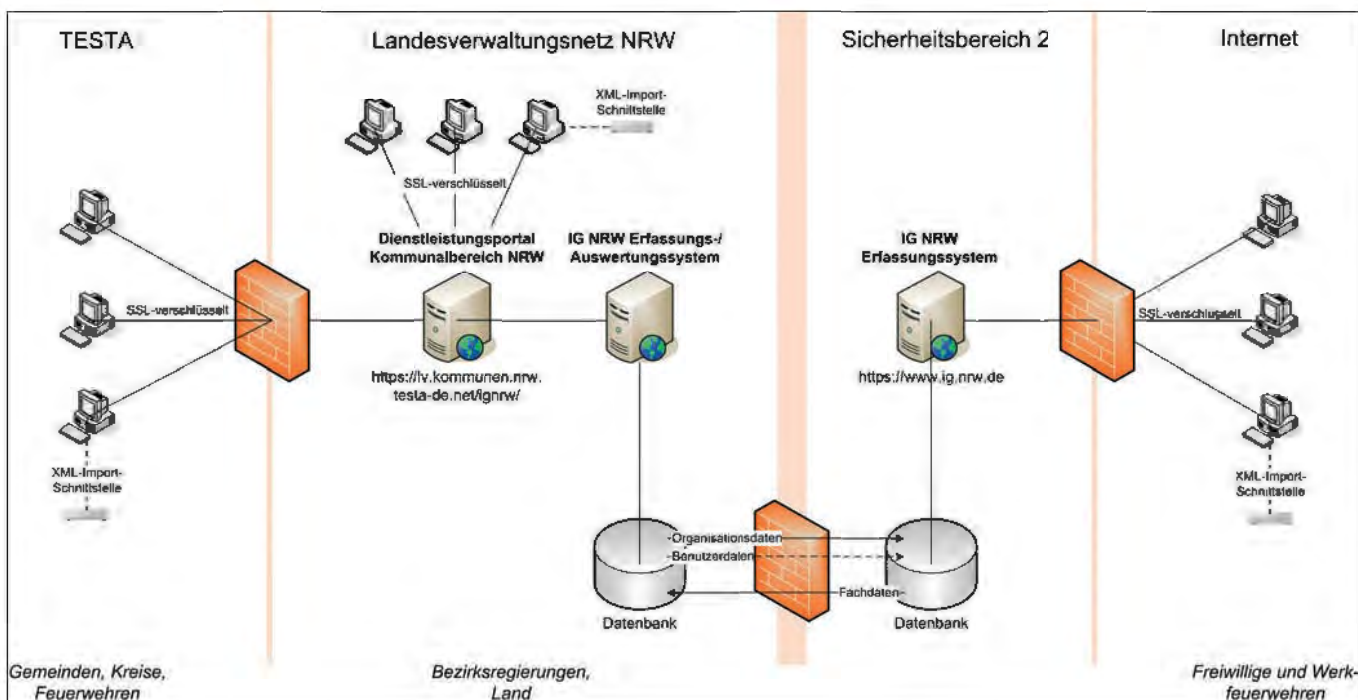 TESTA
Landesverwaltungsnetz NRW
Sicherheitsbereich 2
Internet
XML-Import-
Schnittstelle
SSL-verschlüsselt
Dienstleistungsportal
Kommunalbereich NRW
IG NRW Erfassungs-/
Auswertungssystem
IG NRW
Erfassungssystem
SSL-verschlüsselt
SSL-verschlüsselt
https://lv.kommunen.nrw.
testa-de.net/ignrw/
https://www.ig.nrw.de
XML-Import-
Schnittstelle
XML-Import-
Schnittstelle
Organisationsdaten
Benutzerdaten
Fachdaten
Datenbank
Datenbank
Gemeinden, Kreise,
Feuerwehren
Bezirksregierungen,
Land
Freiwillige und Werk-
feuerwehren